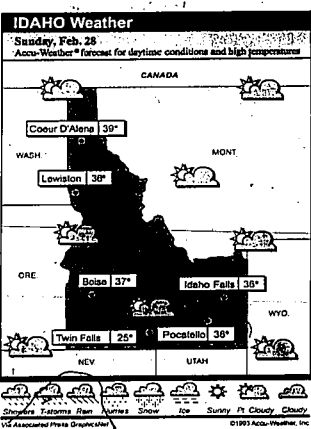 IDAHO Weather
Sunday, Feb. 28
Accu-Weather® forecast for daytime conditions and high temperatures
CANADA
Coeur D'Alene 39°
WASH.
MONT.
Lewiston 38°
ORE.
Boise 37°
Idaho Falls 36°
WYO.
Twin Falls 25°
Pocatello 36°
NEV.
UTAH
Showers T-storms Rain Flurries Snow Ice Sunny Pt Cloudy Cloudy
Via Associated Press GraphicsNet ©1993 Accu-Weather, Inc